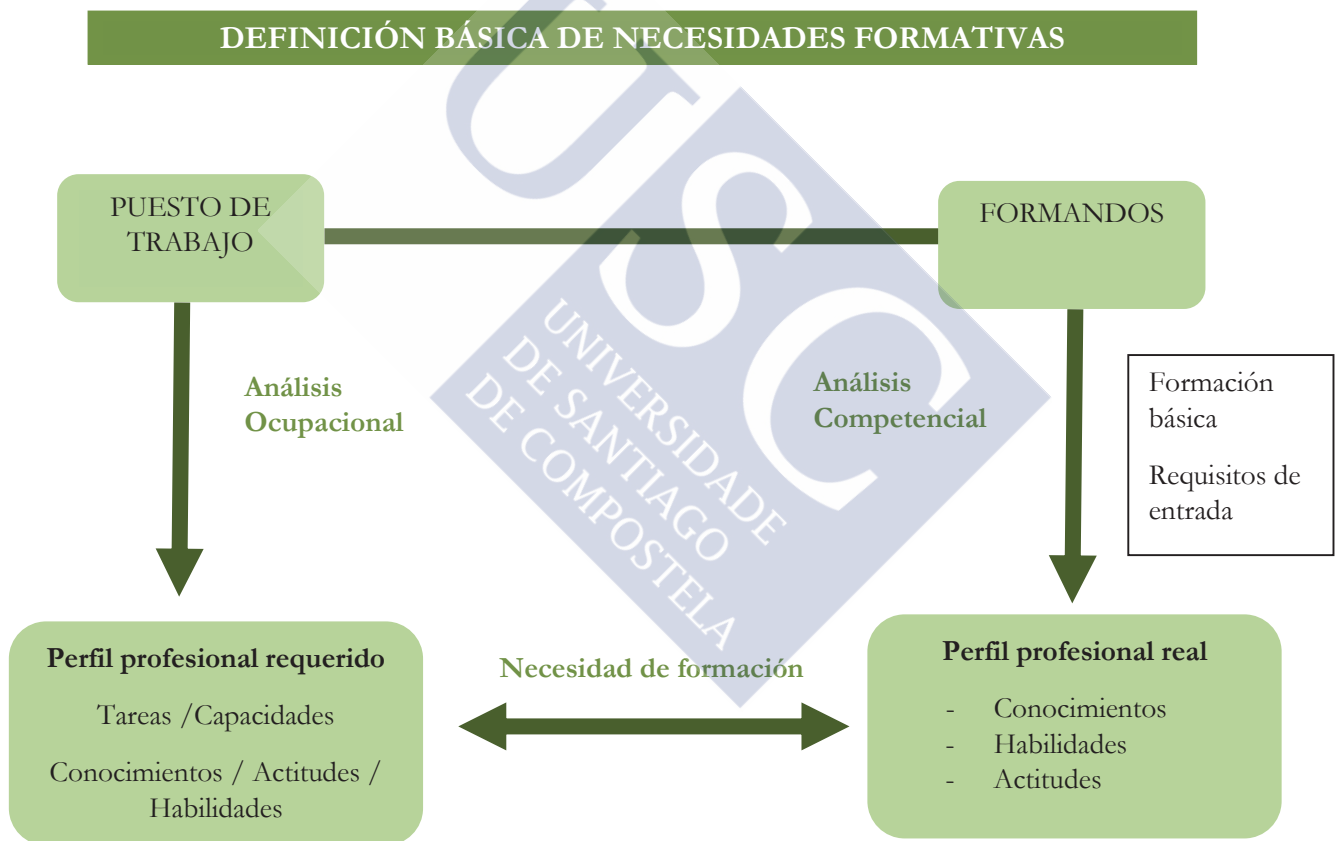 DEFINICIÓN BÁSICA DE NECESIDADES FORMATIVAS
PUESTO DE
TRABAJO
FORMANDOS
Análisis
Ocupacional
Análisis
Competencial
Formación
básica
Requisitos de
entrada
Perfil profesional requerido
Tareas /Capacidades
Conocimientos / Actitudes /
Habilidades
Necesidad de formación
Perfil profesional real
- Conocimientos
- Habilidades
- Actitudes
USC
UNIVERSIDADE
DE SANTIAGO
DE COMPOSTELA